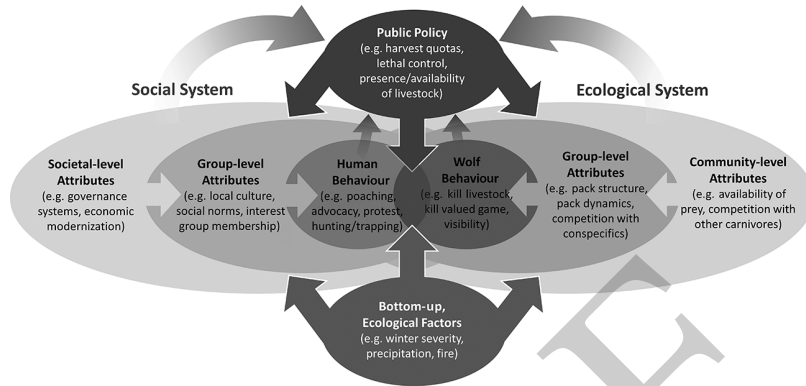 Public Policy
(e.g. harvest quotas,
lethal control,
presence/availability
of livestock)
Social System
Ecological System
Societal-level
Attributes
(e.g. governance
systems, economic
modernization)
Group-level
Attributes
(e.g. local culture,
social norms, interest
group membership)
Human
Behaviour
(e.g. poaching,
advocacy, protest,
hunting/trapping)
Wolf
Behaviour
(e.g. kill livestock,
kill valued game,
visibility)
Group-level
Attributes
(e.g. pack structure,
pack dynamics,
competition with
conspecifics)
Community-level
Attributes
(e.g. availability of
prey, competition with
other carnivores)
Bottom-up,
Ecological Factors
(e.g. winter severity,
precipitation, fire)